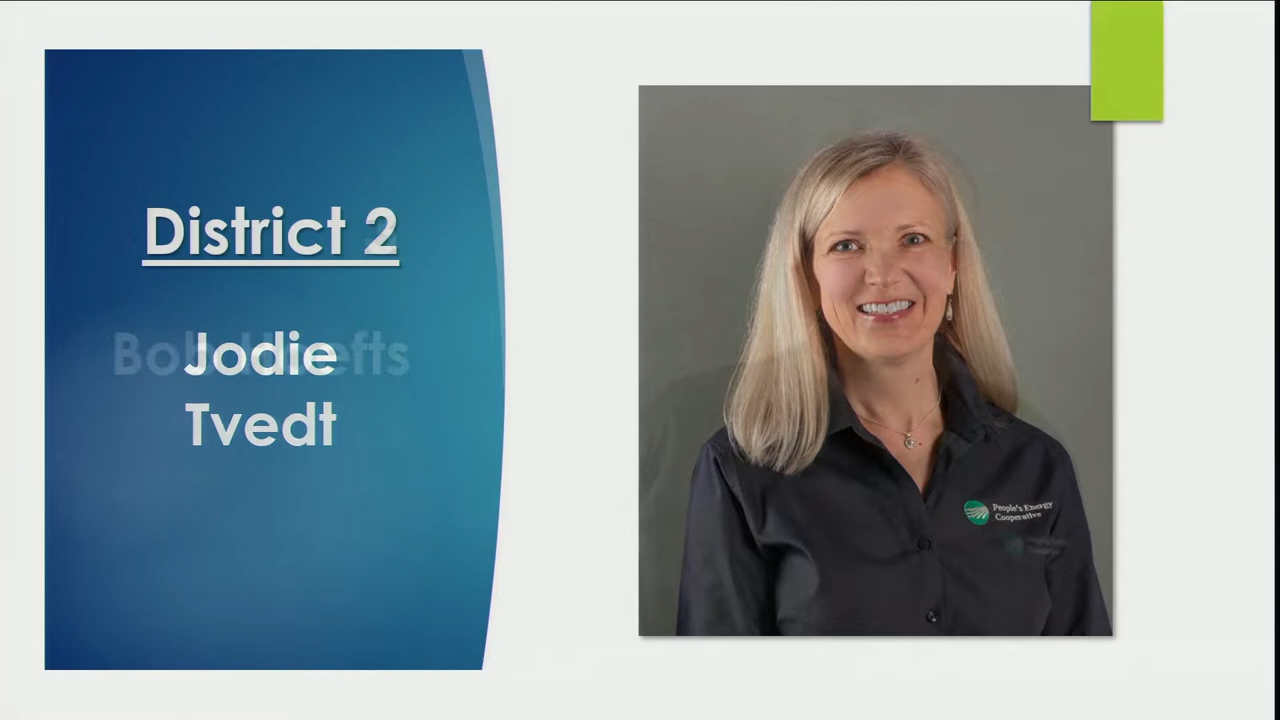 District 2
Jodie
Tvedt
People's Energy
Cooperative